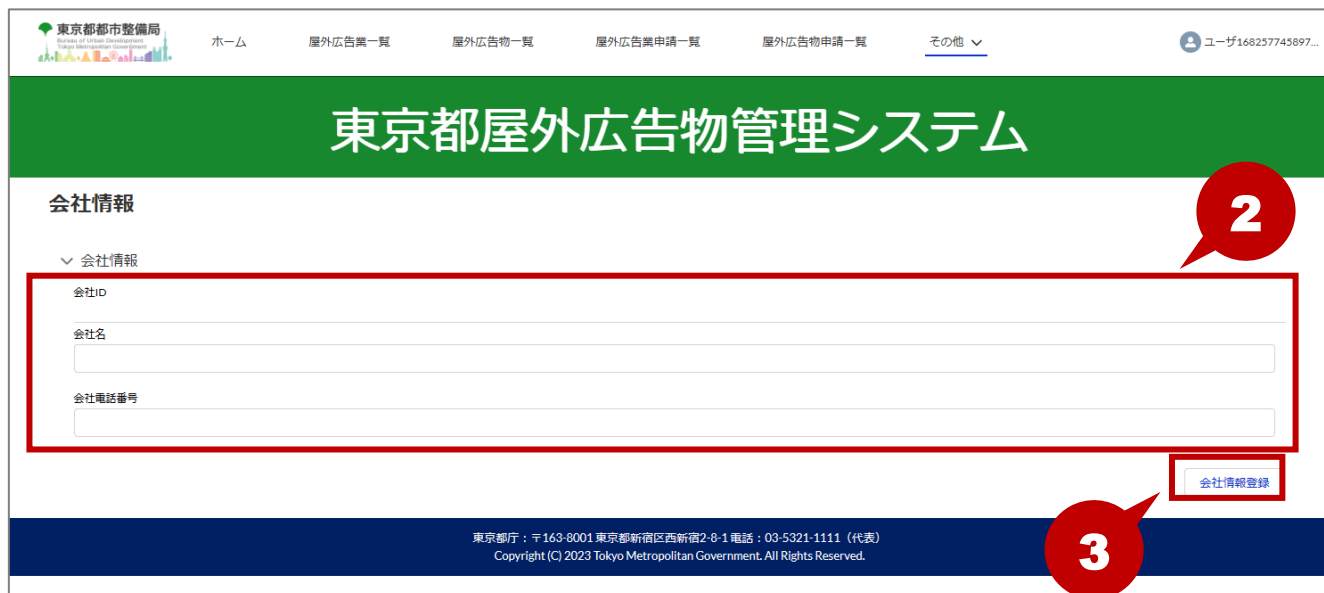 東京都都市整備局
Bureau of Urban Development
Tokyo Metropolitan Government
ホーム
屋外広告業一覧
屋外広告物一覧
屋外広告業申請一覧
屋外広告物申請一覧
その他
ユーザ168257745897...
東京都屋外広告物管理システム
会社情報
2
会社情報
会社ID
会社名
会社電話番号
会社情報登録
3
東京都庁：〒163-8001 東京都新宿区西新宿2-8-1 電話：03-5321-1111（代表）
Copyright (C) 2023 Tokyo Metropolitan Government. All Rights Reserved.